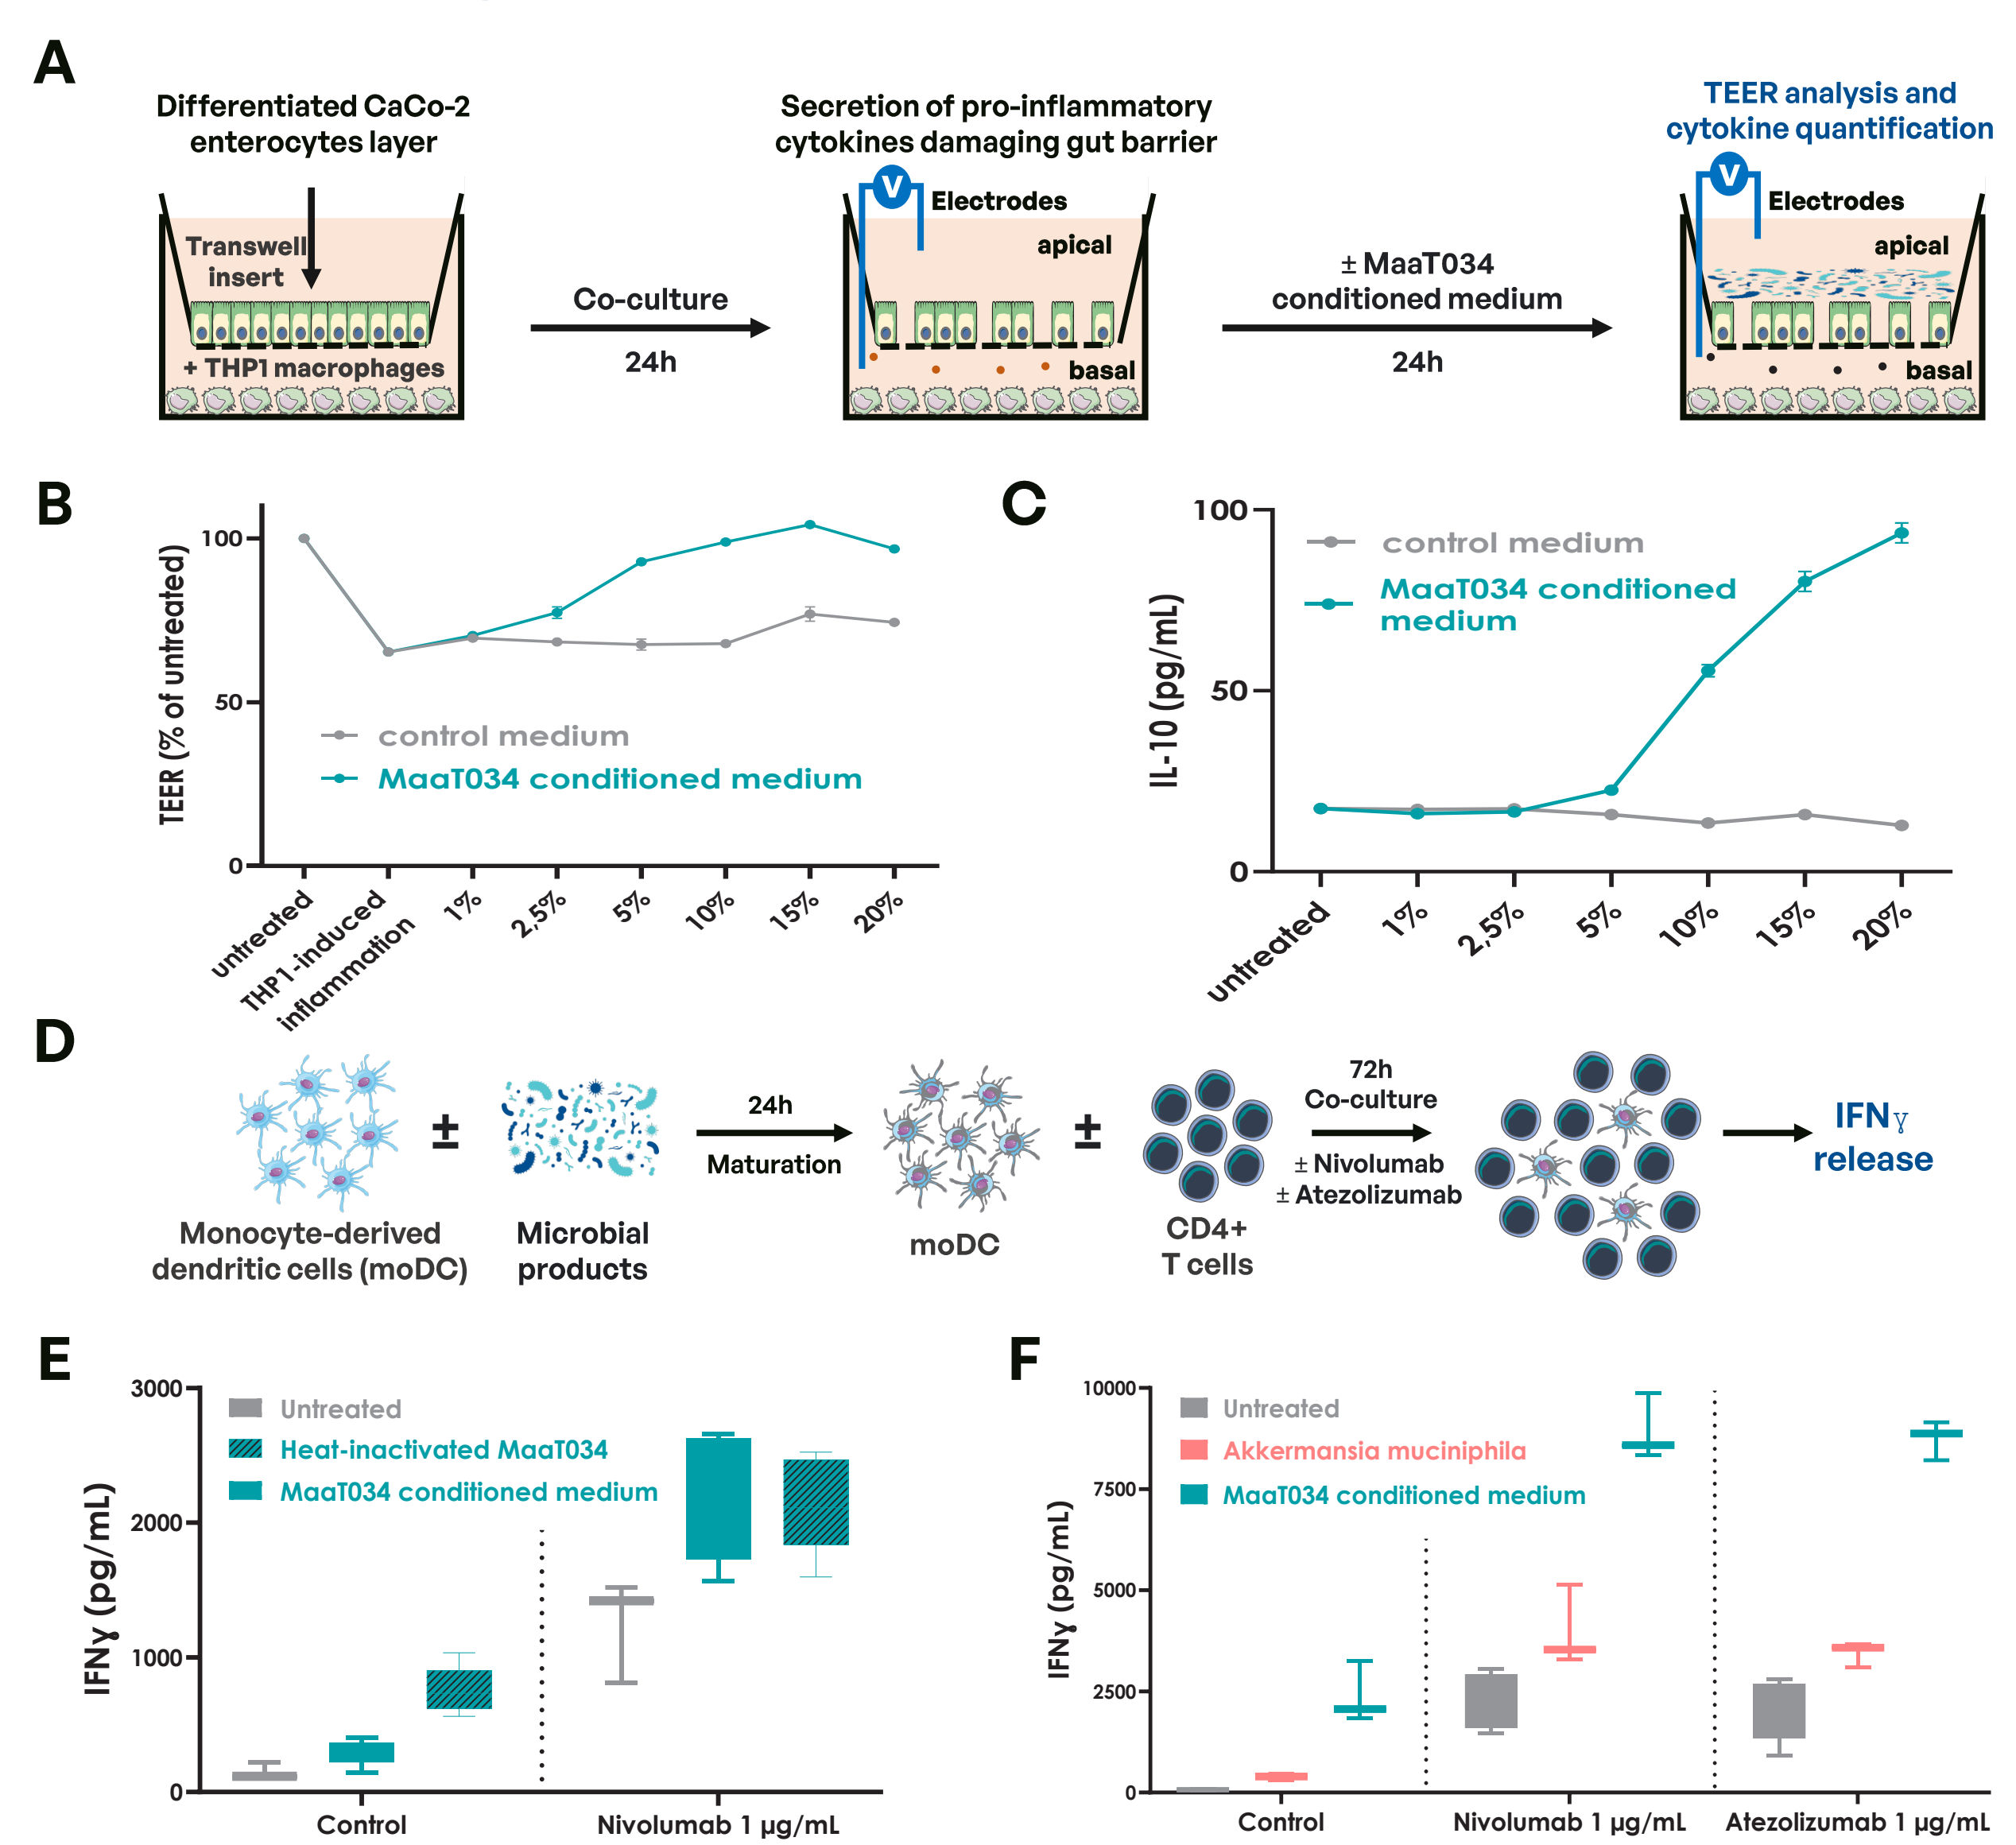 A
Differentiated CaCo-2
enterocytes layer
Transwell
insert
+ THP1 macrophages
Co-culture
24h
Secretion of pro-inflammatory
cytokines damaging gut barrier
V
Electrodes
apical
basal
± MaaT034
conditioned medium
24h
TEER analysis and
cytokine quantification
V
Electrodes
apical
basal
B
TEER (% of untreated)
100
50
0
control medium
MaaT034 conditioned medium
untreated
THP1-induced
inflammation
1%
2,5%
5%
10%
15%
20%
C
IL-10 (pg/mL)
100
50
0
control medium
MaaT034 conditioned
medium
untreated
1%
2,5%
5%
10%
15%
20%
D
Monocyte-derived
dendritic cells (moDC)
±
Microbial
products
24h
Maturation
moDC
±
CD4+
T cells
72h
Co-culture
± Nivolumab
± Atezolizumab
IFNγ
release
E
IFNγ (pg/mL)
3000
2000
1000
0
Untreated
Heat-inactivated MaaT034
MaaT034 conditioned medium
Control
Nivolumab 1 µg/mL
F
IFNγ (pg/mL)
10000
7500
5000
2500
0
Untreated
Akkermansia muciniphila
MaaT034 conditioned medium
Control
Nivolumab 1 µg/mL
Atezolizumab 1 µg/mL